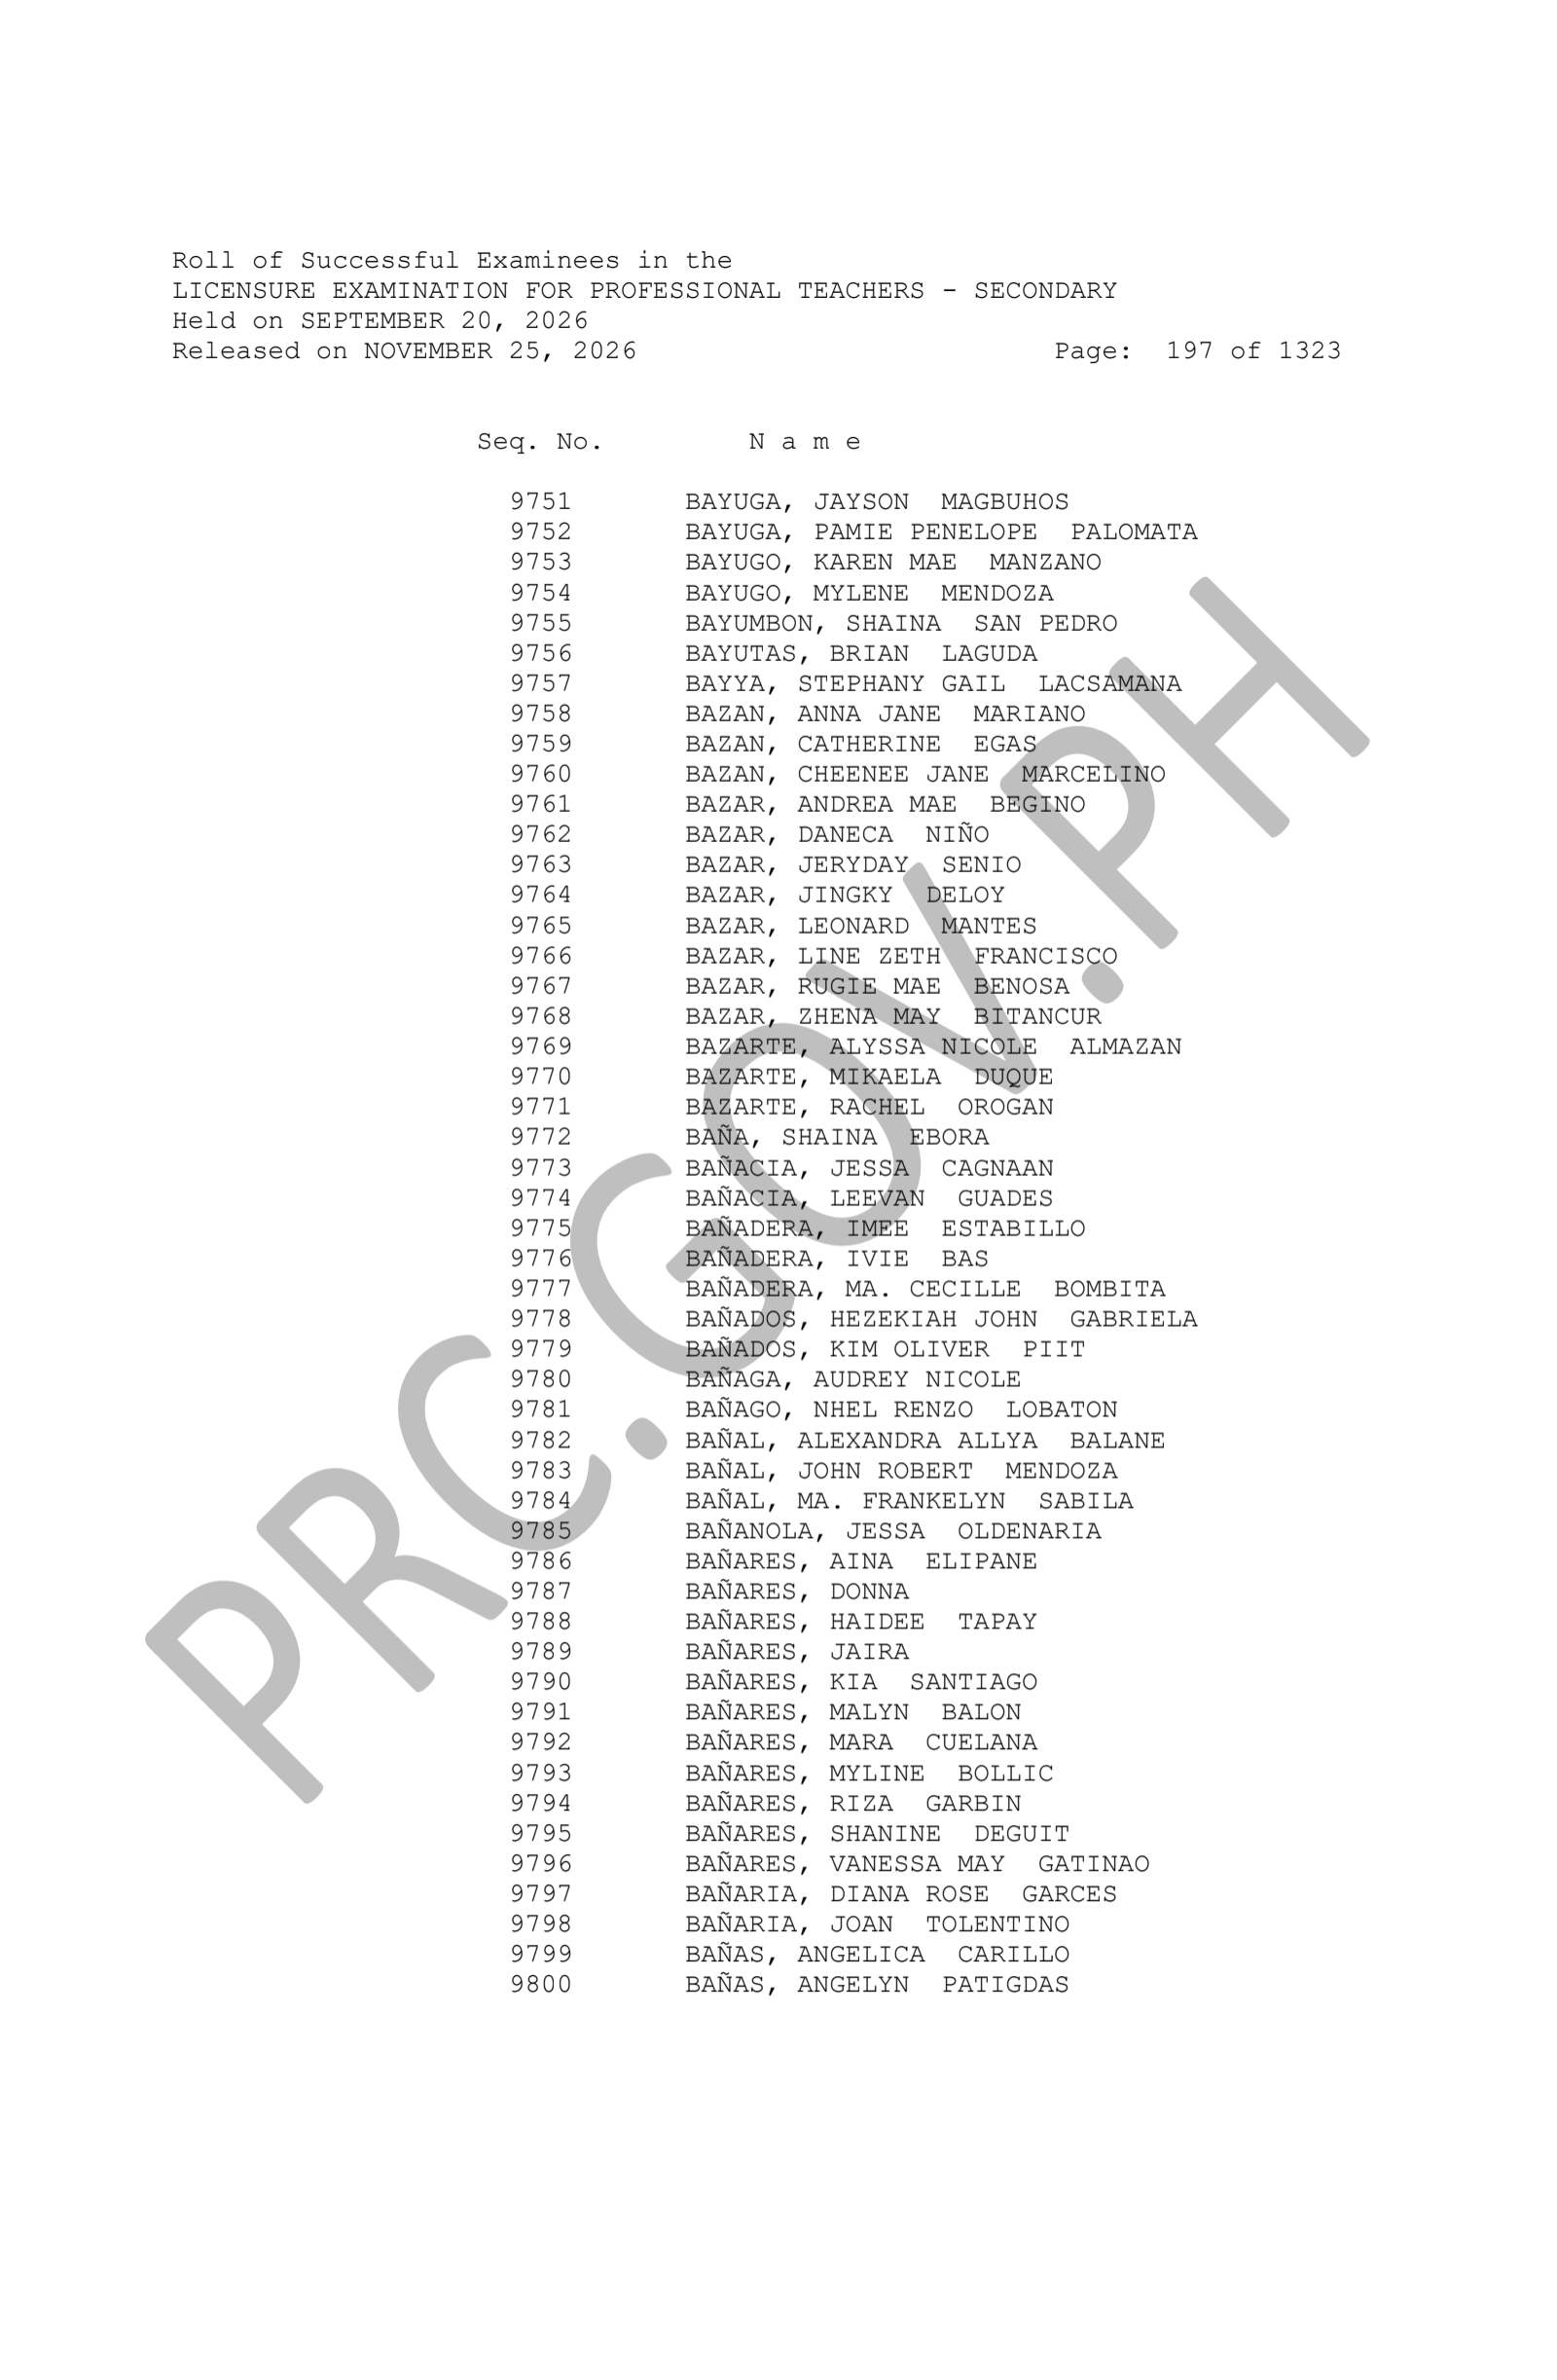 Roll of Successful Examinees in the
LICENSURE EXAMINATION FOR PROFESSIONAL TEACHERS - SECONDARY
Held on SEPTEMBER 20, 2026
Released on NOVEMBER 25, 2026 Page: 197 of 1323
Seq. No. N a m e
9751 BAYUGA, JAYSON MAGBUHOS
9752 BAYUGA, PAMIE PENELOPE PALOMATA
9753 BAYUGO, KAREN MAE MANZANO
9754 BAYUGO, MYLENE MENDOZA
9755 BAYUMBON, SHAINA SAN PEDRO
9756 BAYUTAS, BRIAN LAGUDA
9757 BAYYA, STEPHANY GAIL LACSAMANA
9758 BAZAN, ANNA JANE MARIANO
9759 BAZAN, CATHERINE EGAS
9760 BAZAN, CHEENEE JANE MARCELINO
9761 BAZAR, ANDREA MAE BEGINO
9762 BAZAR, DANECA NIÑO
9763 BAZAR, JERYDAY SENIO
9764 BAZAR, JINGKY DELOY
9765 BAZAR, LEONARD MANTES
9766 BAZAR, LINE ZETH FRANCISCO
9767 BAZAR, RUGIE MAE BENOSA
9768 BAZAR, ZHENA MAY BITANCUR
9769 BAZARTE, ALYSSA NICOLE ALMAZAN
9770 BAZARTE, MIKAELA DUQUE
9771 BAZARTE, RACHEL OROGAN
9772 BAÑA, SHAINA EBORA
9773 BAÑACIA, JESSA CAGNAAN
9774 BAÑACIA, LEEVAN GUADES
9775 BAÑADERA, IMEE ESTABILLO
9776 BAÑADERA, IVIE BAS
9777 BAÑADERA, MA. CECILLE BOMBITA
9778 BAÑADOS, HEZEKIAH JOHN GABRIELA
9779 BAÑADOS, KIM OLIVER PIIT
9780 BAÑAGA, AUDREY NICOLE
9781 BAÑAGO, NHEL RENZO LOBATON
9782 BAÑAL, ALEXANDRA ALLYA BALANE
9783 BAÑAL, JOHN ROBERT MENDOZA
9784 BAÑAL, MA. FRANKELYN SABILA
9785 BAÑANOLA, JESSA OLDENARIA
9786 BAÑARES, AINA ELIPANE
9787 BAÑARES, DONNA
9788 BAÑARES, HAIDEE TAPAY
9789 BAÑARES, JAIRA
9790 BAÑARES, KIA SANTIAGO
9791 BAÑARES, MALYN BALON
9792 BAÑARES, MARA CUELANA
9793 BAÑARES, MYLINE BOLLIC
9794 BAÑARES, RIZA GARBIN
9795 BAÑARES, SHANINE DEGUIT
9796 BAÑARES, VANESSA MAY GATINAO
9797 BAÑARIA, DIANA ROSE GARCES
9798 BAÑARIA, JOAN TOLENTINO
9799 BAÑAS, ANGELICA CARILLO
9800 BAÑAS, ANGELYN PATIGDAS
PRC.GOV.PH